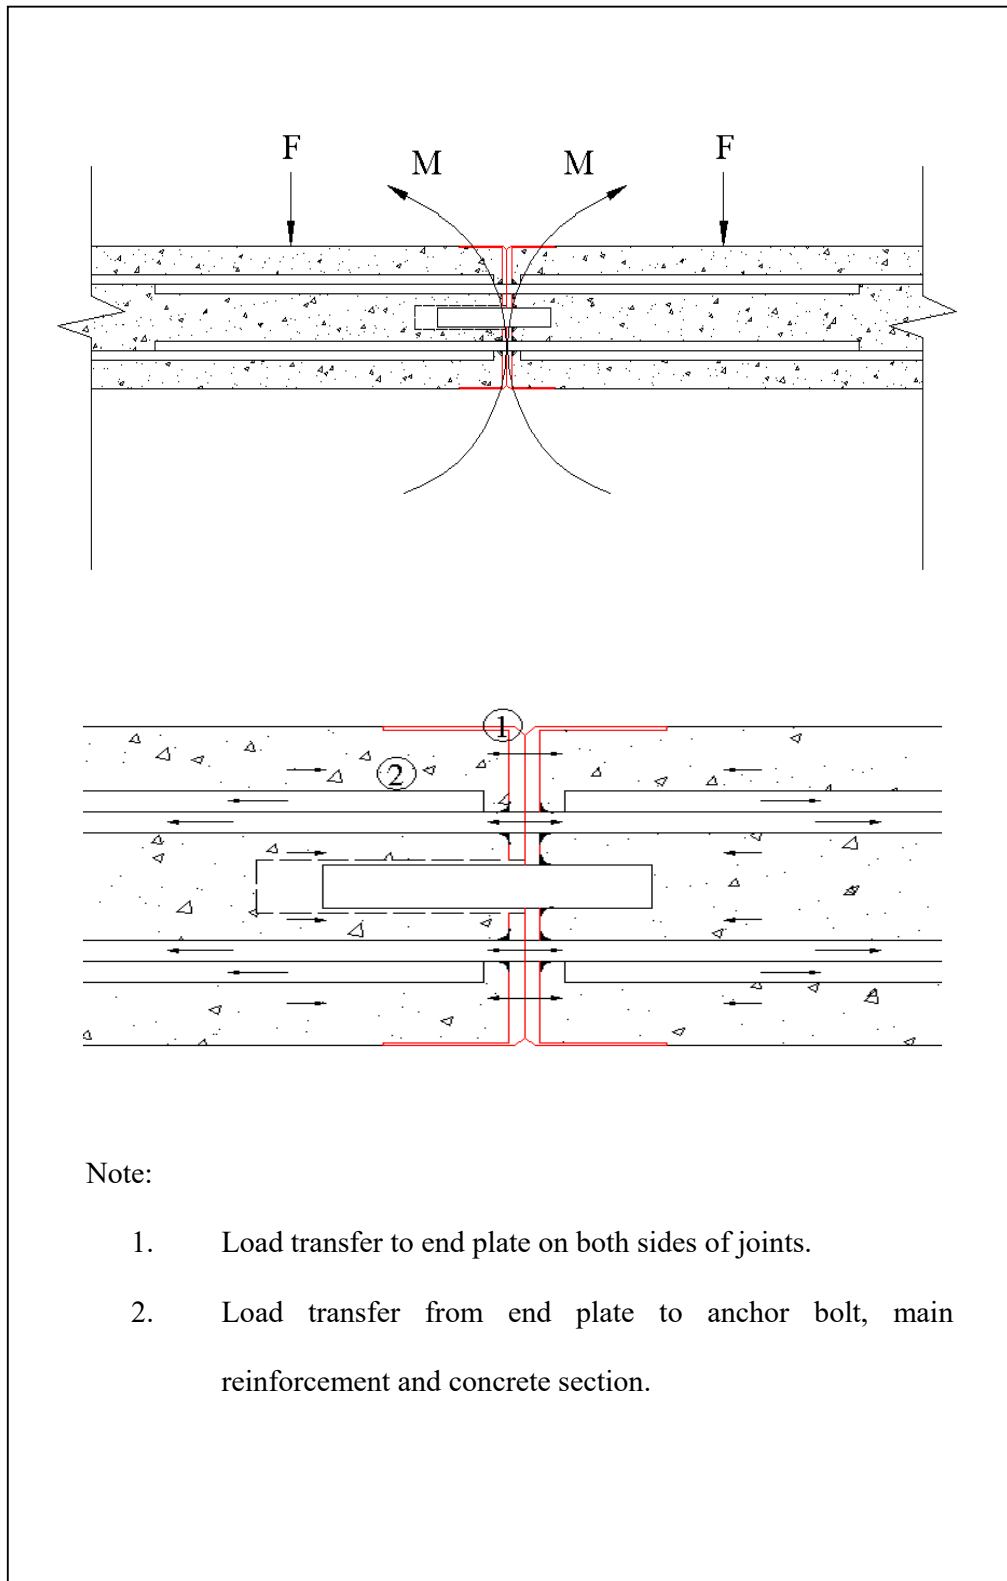 F M M F
1
2
Note:
1. Load transfer to end plate on both sides of joints.
2. Load transfer from end plate to anchor bolt, main
reinforcement and concrete section.